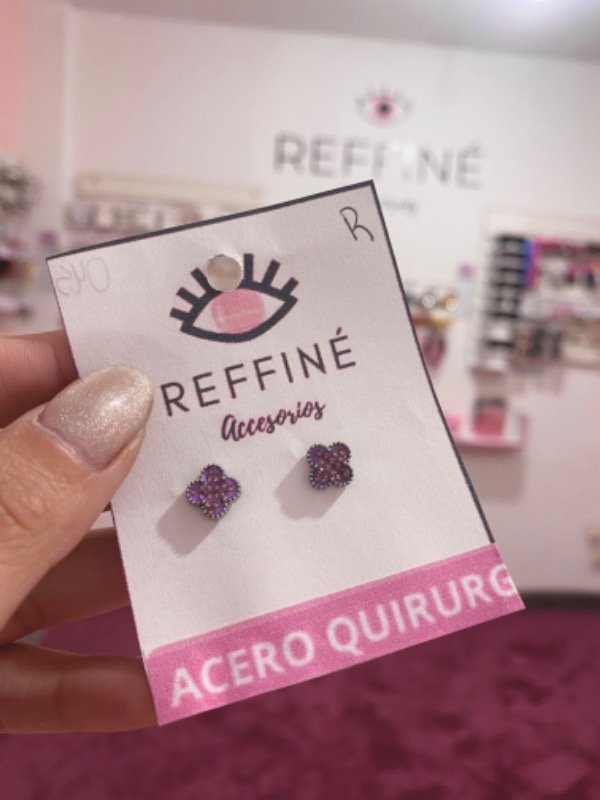 REFFINÉ
R
REFFINÉ
Accesorios
ACERO QUIRURG